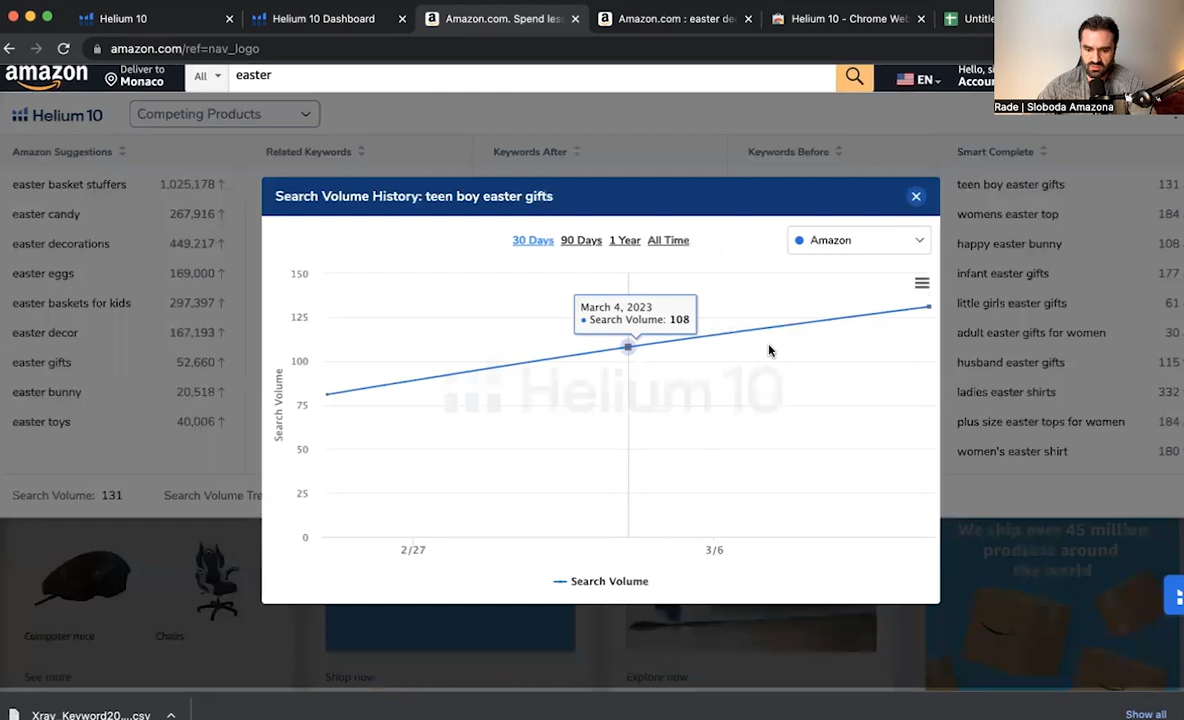 Helium 10
Helium 10 Dashboard
Amazon.com. Spend les
Amazon.com : easter de
Helium 10 - Chrome Web
Untitle
amazon.com/ref=nav_logo
amazon
Deliver to
Monaco
All
easter
EN
Hello, si
Accou
Rade | Sloboda Amazona
Helium 10
Competing Products
Amazon Suggestions
Related Keywords
Keywords After
Keywords Before
Smart Complete
easter basket stuffers 1,025,178 ↑
easter candy 267,916 ↑
easter decorations 449,217 ↑
easter eggs 169,000 ↑
easter baskets for kids 297,397 ↑
easter decor 167,193 ↑
easter gifts 52,660 ↑
easter bunny 20,518 ↑
easter toys 40,006 ↑
Search Volume: 131
Search Volume Tre
Search Volume History: teen boy easter gifts
30 Days 90 Days 1 Year All Time
Amazon
150
125
100
75
50
25
0
Search Volume
March 4, 2023
Search Volume: 108
Helium 10
2/27
3/6
Search Volume
teen boy easter gifts 131
womens easter top 184
happy easter bunny 108
infant easter gifts 177
little girls easter gifts 61
adult easter gifts for women 30
husband easter gifts 115
ladies easter shirts 332
plus size easter tops for women 184
women's easter shirt 180
Computer mice
Chairs
See more
Shop now
Explore now
We ship over 45 million
products around
the world
Xray_Keyword20....csv
Show all